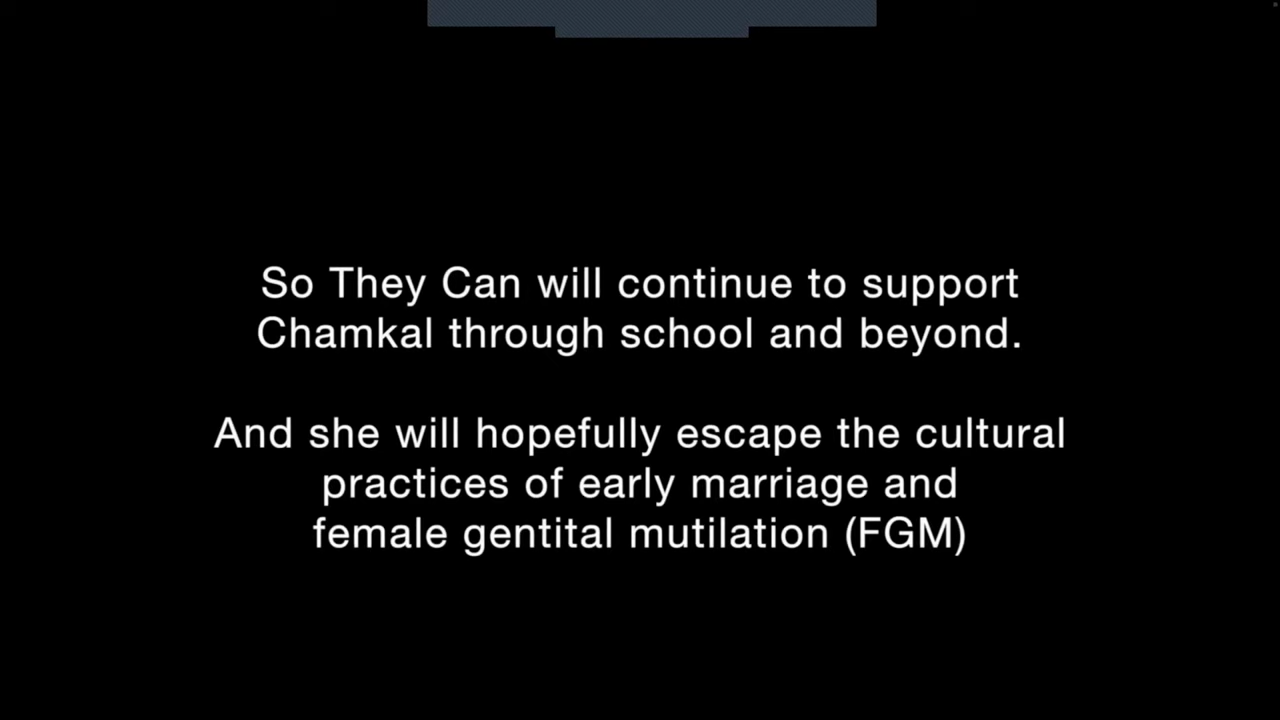 So They Can will continue to support
Chamkal through school and beyond.
And she will hopefully escape the cultural
practices of early marriage and
female gentital mutilation (FGM)